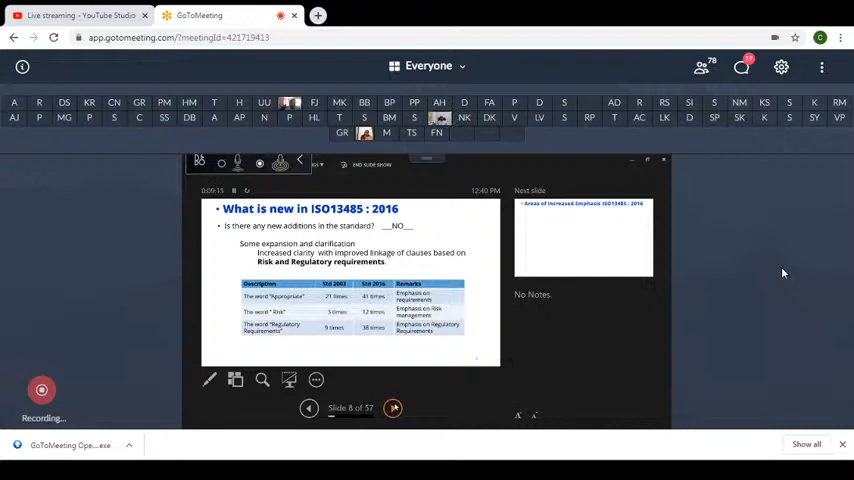 Live streaming - YouTube Studio
GoToMeeting
app.gotomeeting.com/?meetingId=421719413
C
Everyone
78
19
A R DS KR CN GR PM HM T H UU FJ MK BB BP PP AH D FA P D S AD R RS SI S NM KS S K RM
AJ P MG P S C SS DB A AP N P HL T S BM S NK DK V LV S RP T AC LK D SP SK K S SY VP
GR M TS FN
END SLIDE SHOW
0:09:15
12:40 PM
Next slide
• What is new in ISO13485 : 2016
• Is there any new additions in the standard? __NO__
Some expansion and clarification
Increased clarity with improved linkage of clauses based on
Risk and Regulatory requirements.
Description Std 2003 Std 2016 Remarks
The word "Appropriate" 21 times 41 times Emphasis on requirements
The word " Risk" times 12 times Emphasis on Risk management
The word "Regulatory Requirements" 9 times 38 times Emphasis on Regulatory Requirements
• Areas of Increased Emphasis ISO13485 : 2016
No Notes.
Slide 8 of 57
A A
Recording...
GoToMeeting Ope....exe
Show all